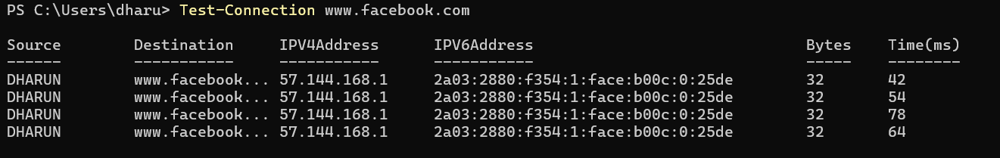 PS C:\Users\dharu> Test-Connection www.facebook.com
Source Destination IPV4Address IPV6Address Bytes Time(ms)
------ ----------- ----------- ----------- ----- --------
DHARUN www.facebook... 57.144.168.1 2a03:2880:f354:1:face:b00c:0:25de 32 42
DHARUN www.facebook... 57.144.168.1 2a03:2880:f354:1:face:b00c:0:25de 32 54
DHARUN www.facebook... 57.144.168.1 2a03:2880:f354:1:face:b00c:0:25de 32 78
DHARUN www.facebook... 57.144.168.1 2a03:2880:f354:1:face:b00c:0:25de 32 64